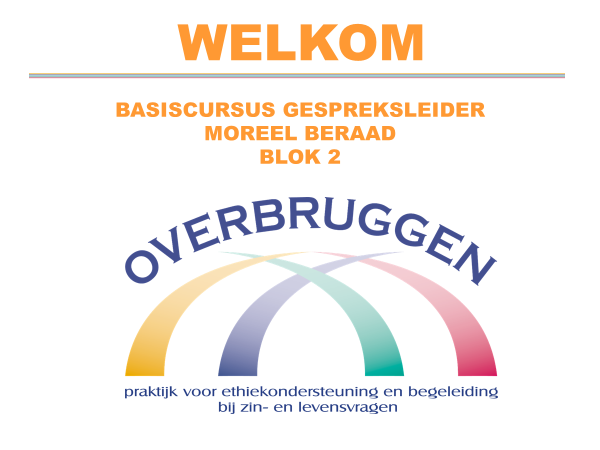 WELKOM
BASISCURSUS GESPREKSLEIDER
MOREEL BERAAD
BLOK 2
OVERBRUGGEN
praktijk voor ethiekondersteuning en begeleiding
bij zin- en levensvragen